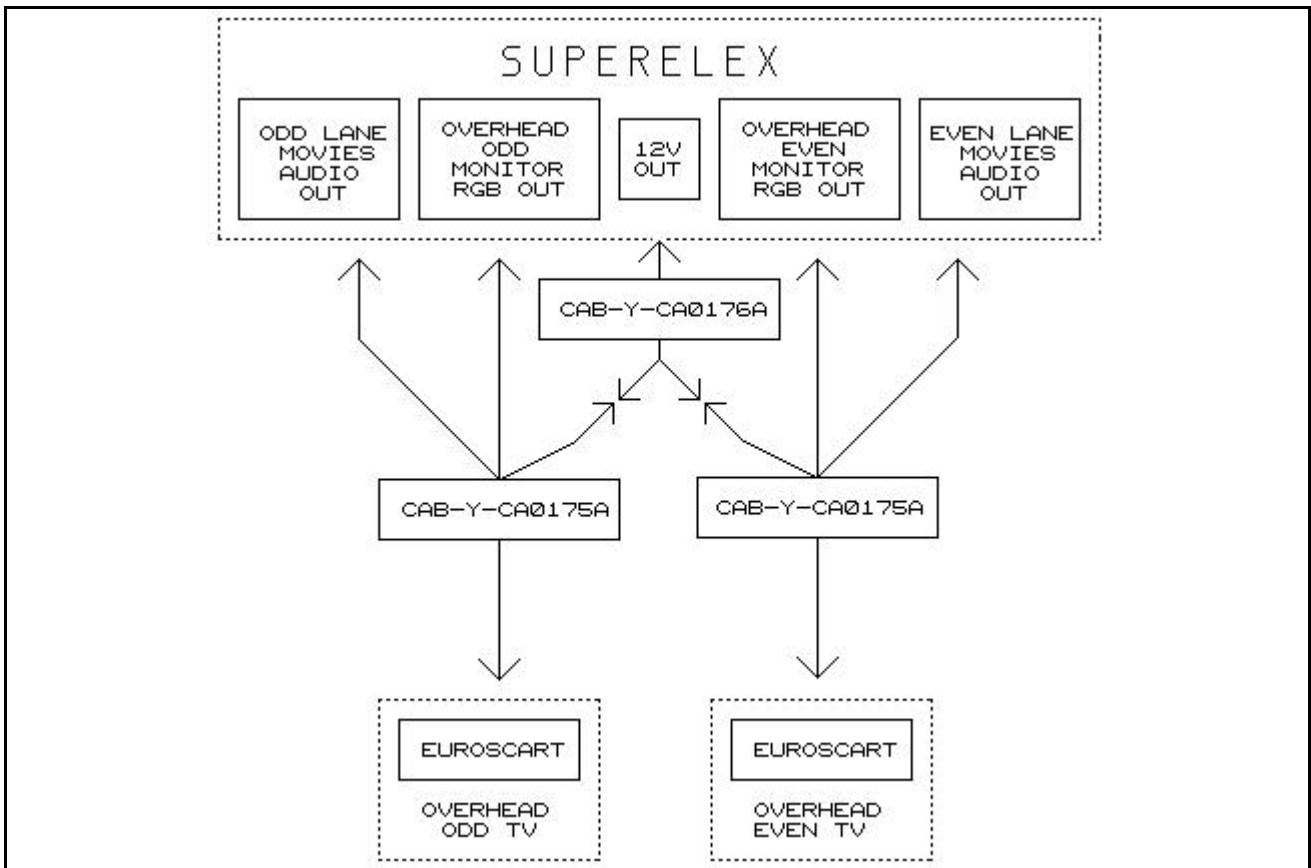 SUPERELEX
ODD LANE
MOVIES
AUDIO
OUT
OVERHEAD
ODD
MONITOR
RGB OUT
12V
OUT
OVERHEAD
EVEN
MONITOR
RGB OUT
EVEN LANE
MOVIES
AUDIO
OUT
CAB-Y-CA0176A
CAB-Y-CA0175A
CAB-Y-CA0175A
EUROSCART
OVERHEAD
ODD TV
EUROSCART
OVERHEAD
EVEN TV